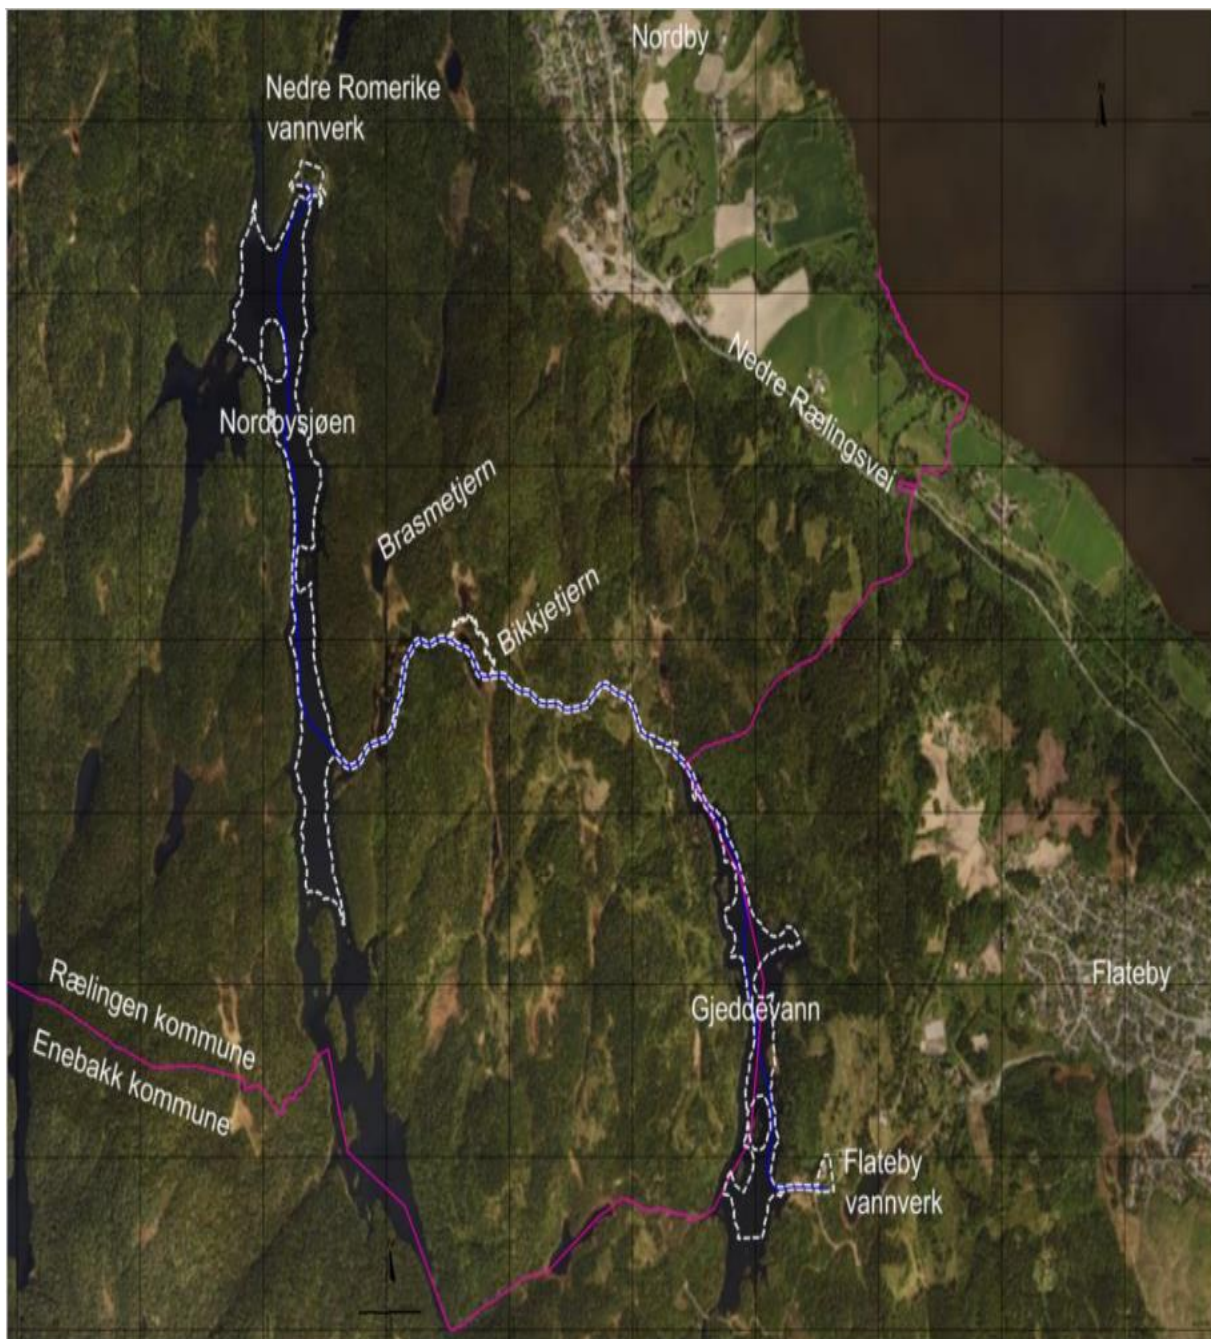 Nordby
Nedre Romerike
vannverk
Nedre Rælingsvei
Nordbysjøen
Brasmetjern
Bikkjetjern
Rælingen kommune
Enebakk kommune
Gjeddevann
Flateby
Flateby
vannverk